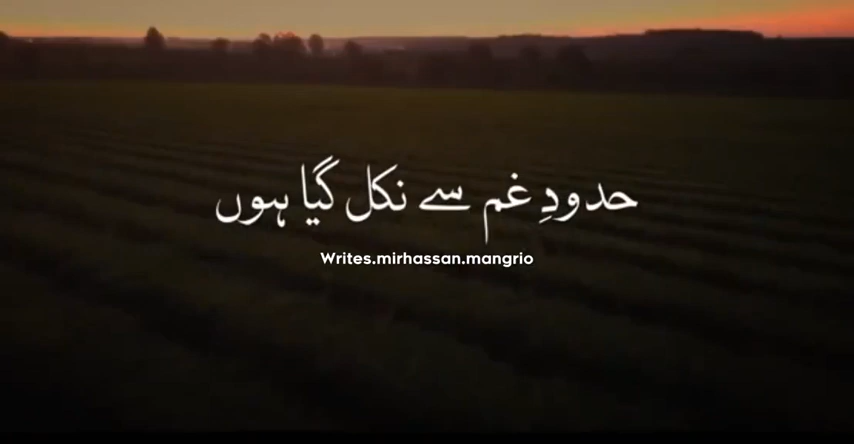 حدودِ غم سے نکل گیا ہوں
Writes.mirhassan.mangrio